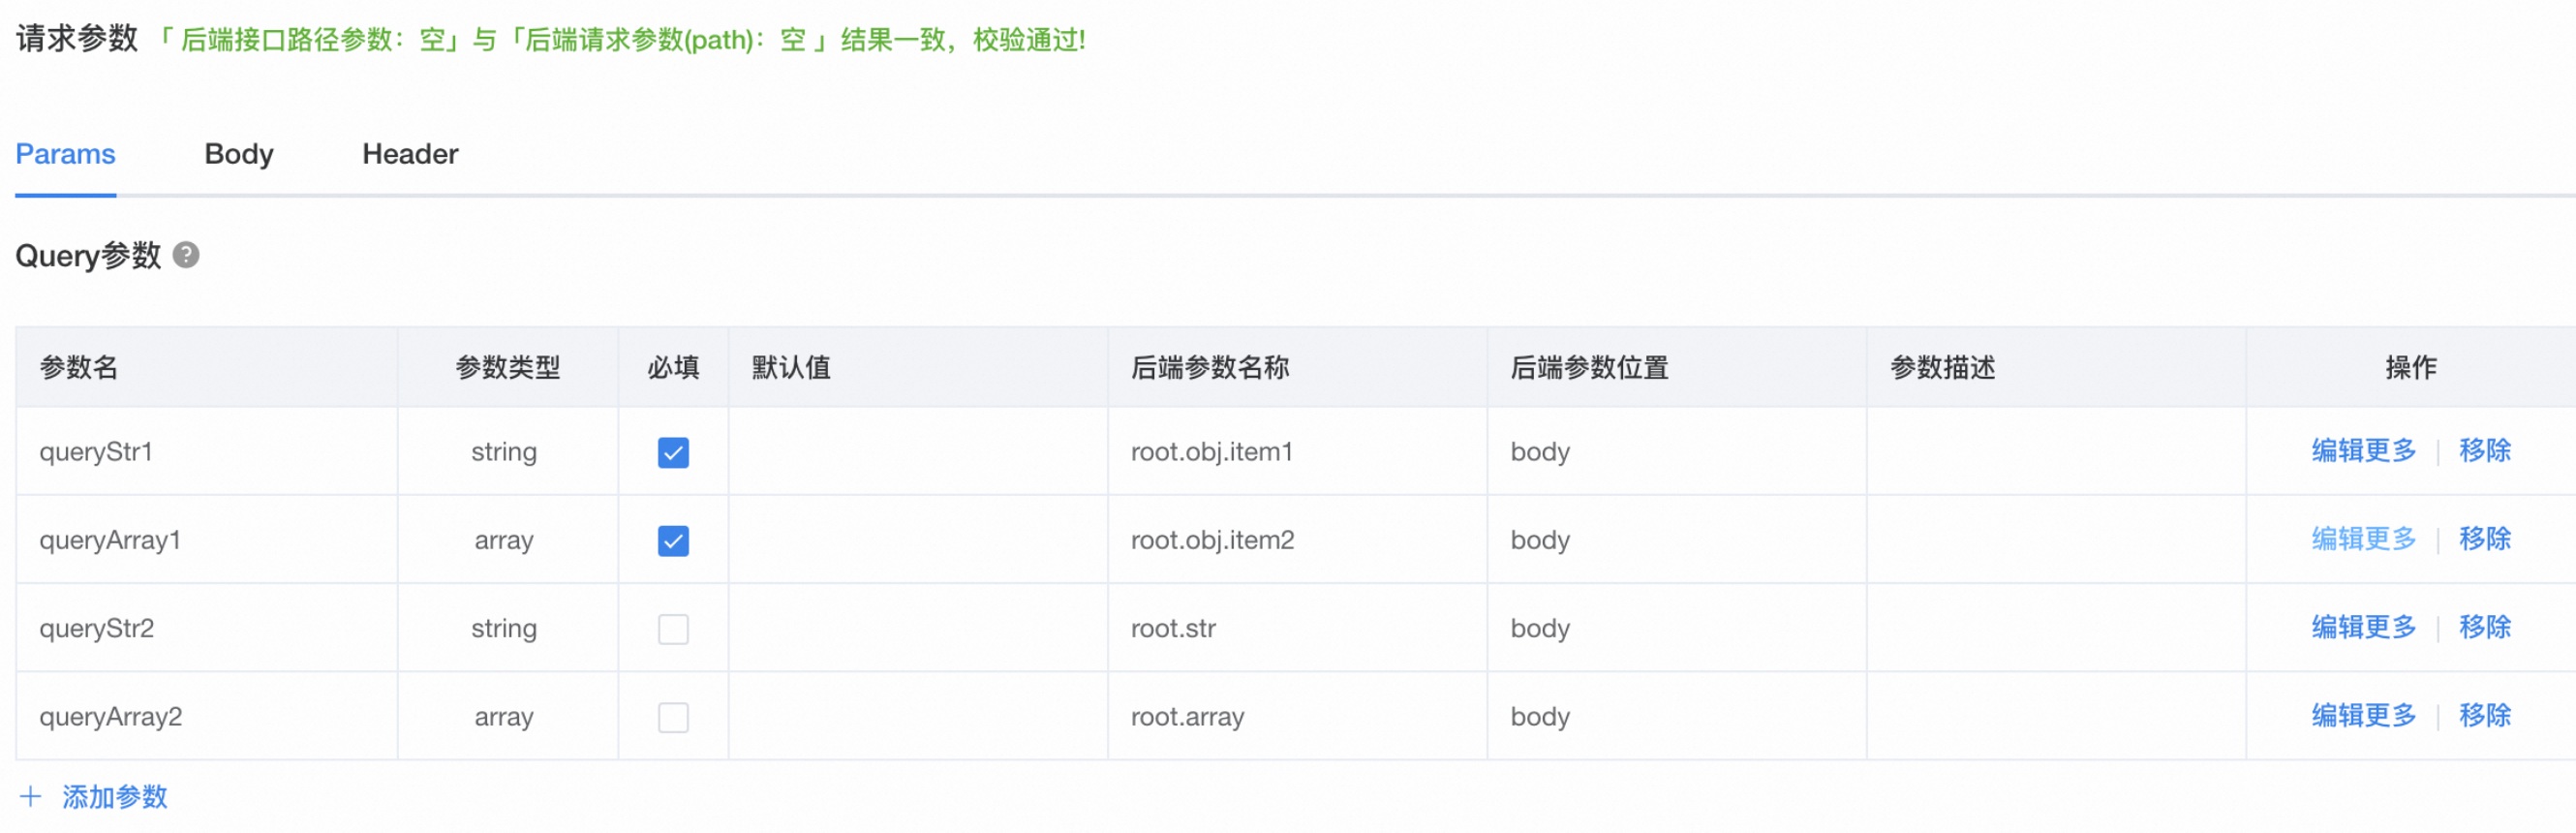 请求参数 「 后端接口路径参数：空」与「后端请求参数(path)：空 」结果一致，校验通过!
Params Body Header
Query参数 ?
参数名 参数类型 必填 默认值 后端参数名称 后端参数位置 参数描述 操作
queryStr1 string root.obj.item1 body 编辑更多 | 移除
queryArray1 array root.obj.item2 body 编辑更多 | 移除
queryStr2 string root.str body 编辑更多 | 移除
queryArray2 array root.array body 编辑更多 | 移除
+ 添加参数